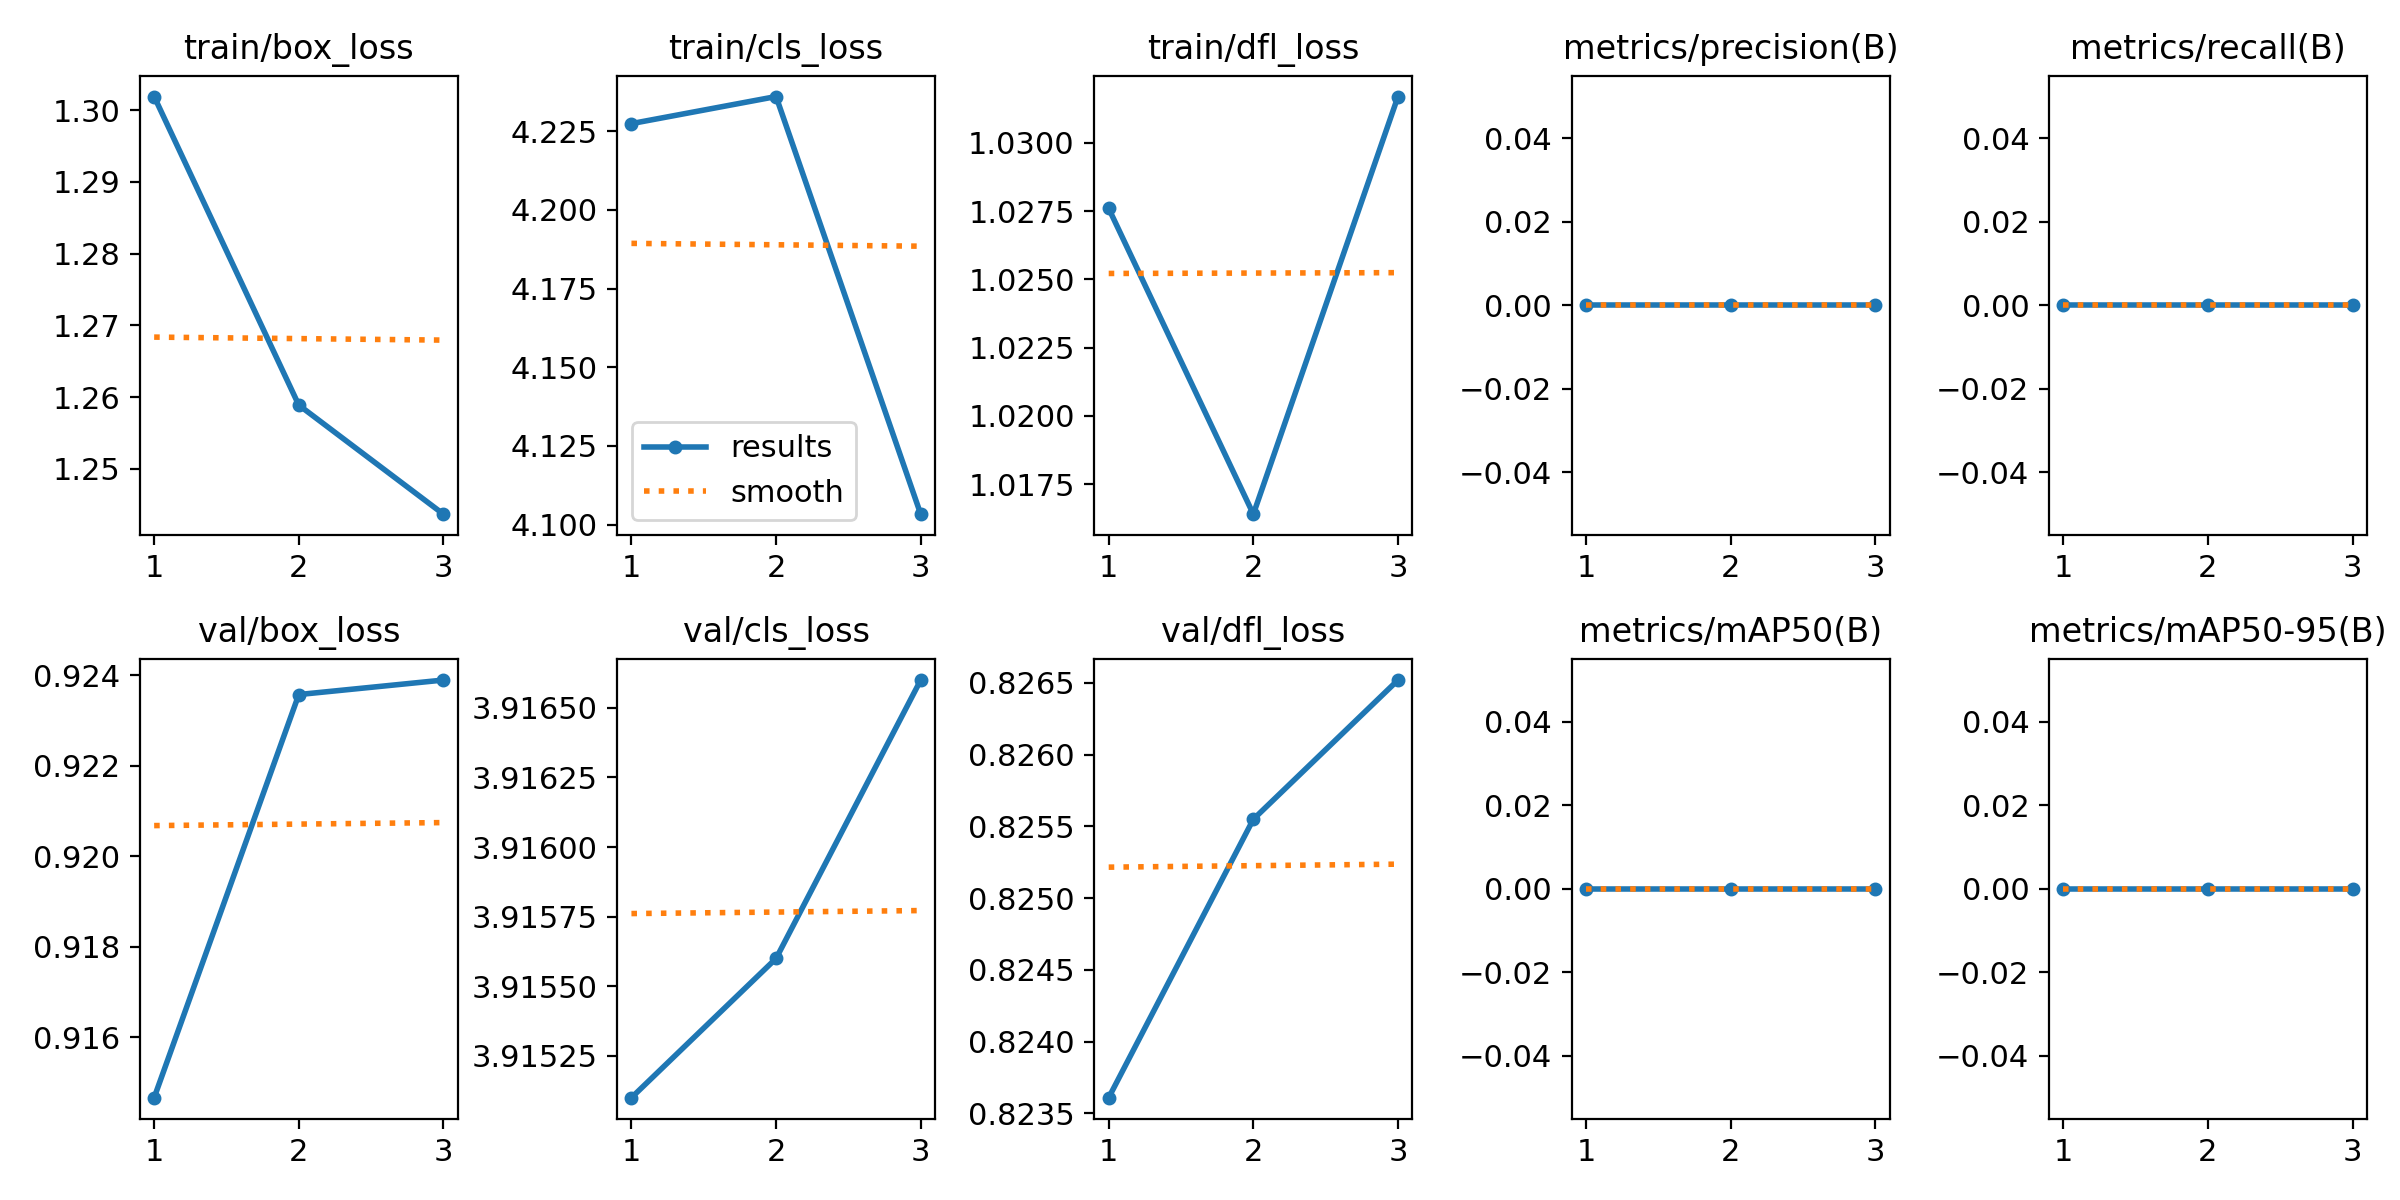 train/box_loss
1.30
1.29
1.28
1.27
1.26
1.25
1 2 3
train/cls_loss
4.225
4.200
4.175
4.150
4.125
4.100
results
smooth
1 2 3
train/dfl_loss
1.0300
1.0275
1.0250
1.0225
1.0200
1.0175
1 2 3
metrics/precision(B)
0.04
0.02
0.00
−0.02
−0.04
1 2 3
metrics/recall(B)
0.04
0.02
0.00
−0.02
−0.04
1 2 3
val/box_loss
0.924
0.922
0.920
0.918
0.916
1 2 3
val/cls_loss
3.91650
3.91625
3.91600
3.91575
3.91550
3.91525
1 2 3
val/dfl_loss
0.8265
0.8260
0.8255
0.8250
0.8245
0.8240
0.8235
1 2 3
metrics/mAP50(B)
0.04
0.02
0.00
−0.02
−0.04
1 2 3
metrics/mAP50-95(B)
0.04
0.02
0.00
−0.02
−0.04
1 2 3